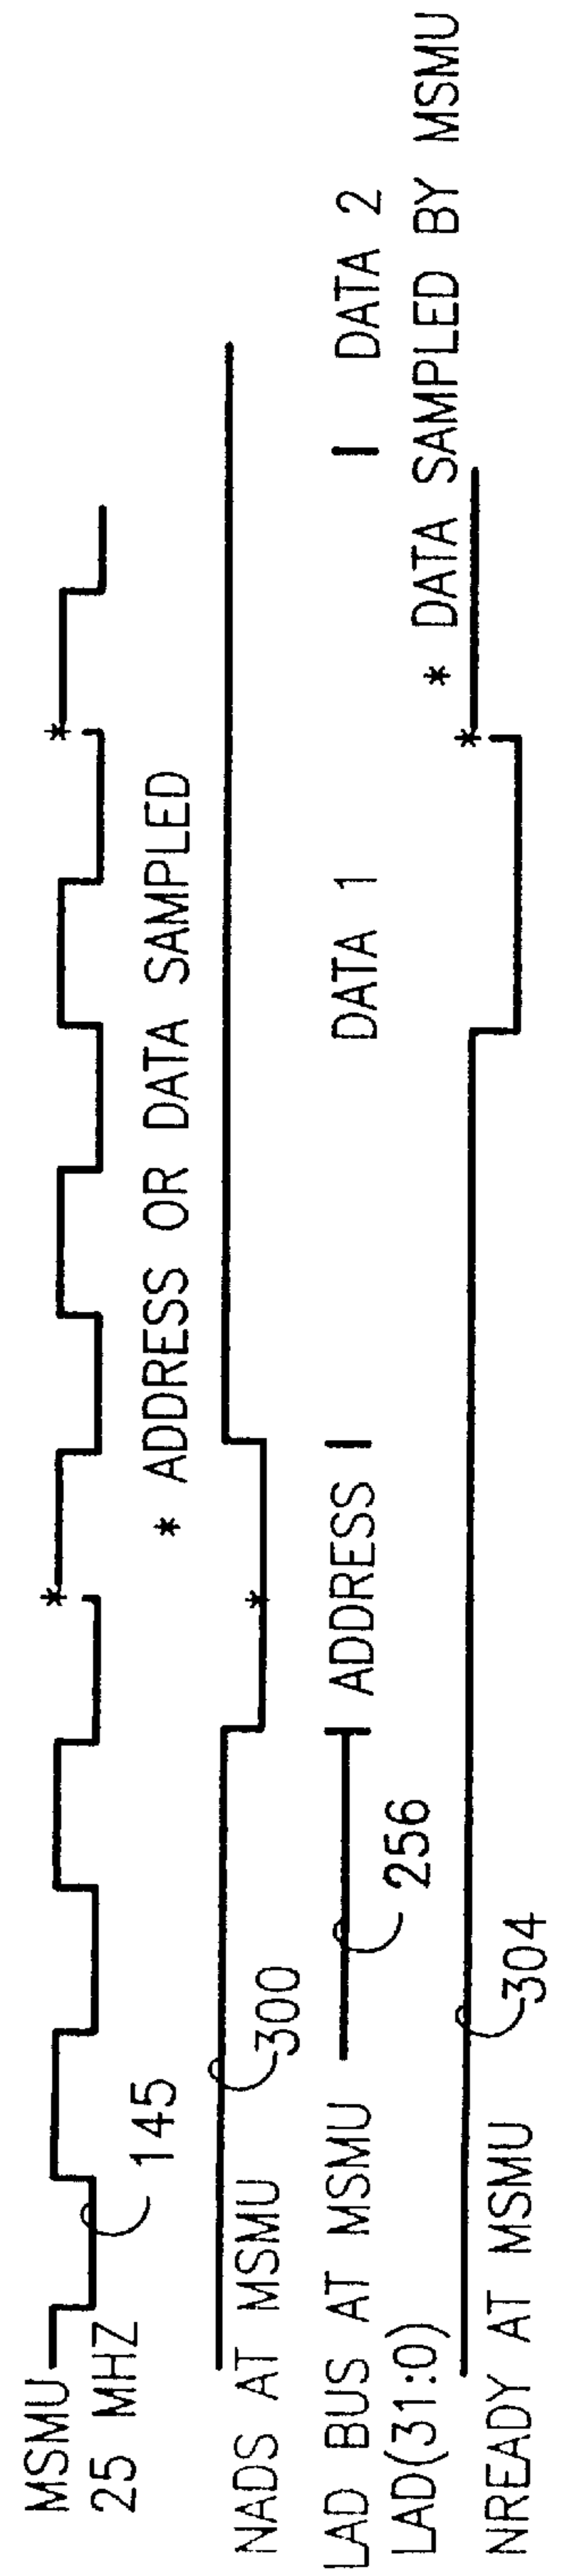 MSMU
25 MHZ
145
* ADDRESS OR DATA SAMPLED
NADS AT MSMU
300
LAD BUS AT MSMU
LAD(31:0)
256
ADDRESS
DATA 1
DATA 2
* DATA SAMPLED BY MSMU
NREADY AT MSMU
304